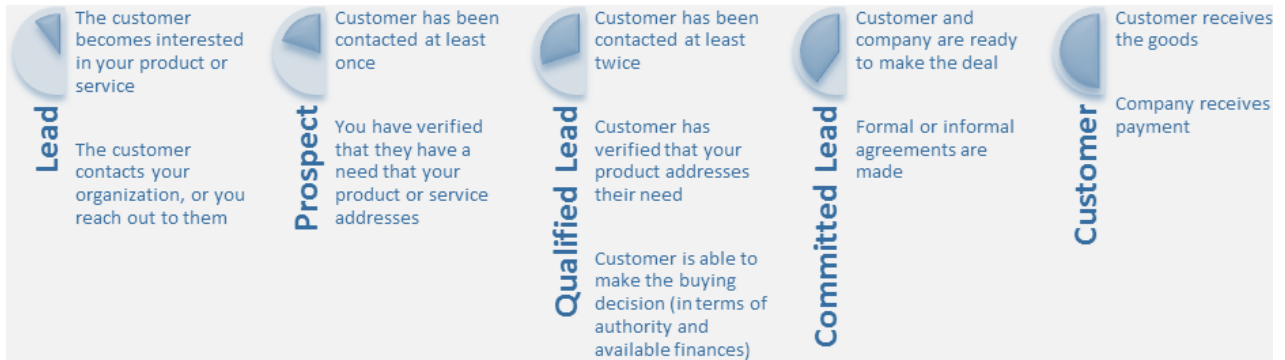 Lead
The customer
becomes interested
in your product or
service
The customer
contacts your
organization, or you
reach out to them
Prospect
Customer has been
contacted at least
once
You have verified
that they have a
need that your
product or service
addresses
Qualified Lead
Customer has been
contacted at least
twice
Customer has
verified that your
product addresses
their need
Customer is able to
make the buying
decision (in terms of
authority and
available finances)
Committed Lead
Customer and
company are ready
to make the deal
Formal or informal
agreements are
made
Customer
Customer receives
the goods
Company receives
payment